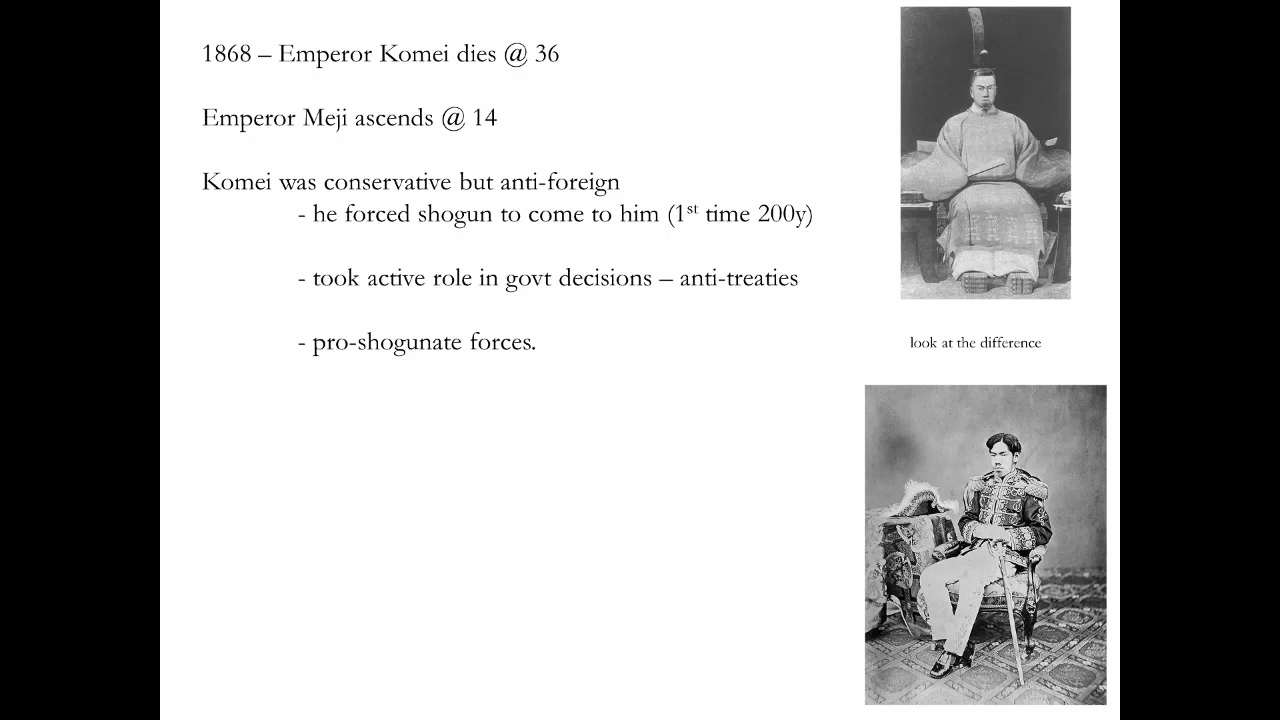 1868 – Emperor Komei dies @ 36
Emperor Meji ascends @ 14
Komei was conservative but anti-foreign
- he forced shogun to come to him (1st time 200y)
- took active role in govt decisions – anti-treaties
- pro-shogunate forces.
look at the difference